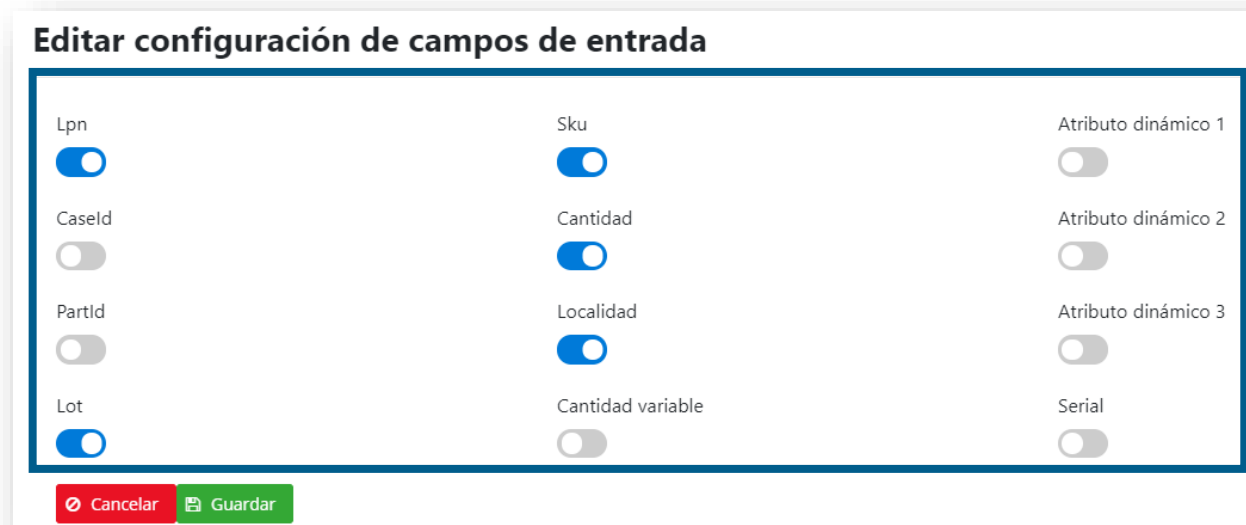 Editar configuración de campos de entrada
Lpn
Sku
Atributo dinámico 1
CaseId
Cantidad
Atributo dinámico 2
PartId
Localidad
Atributo dinámico 3
Lot
Cantidad variable
Serial
Cancelar
Guardar